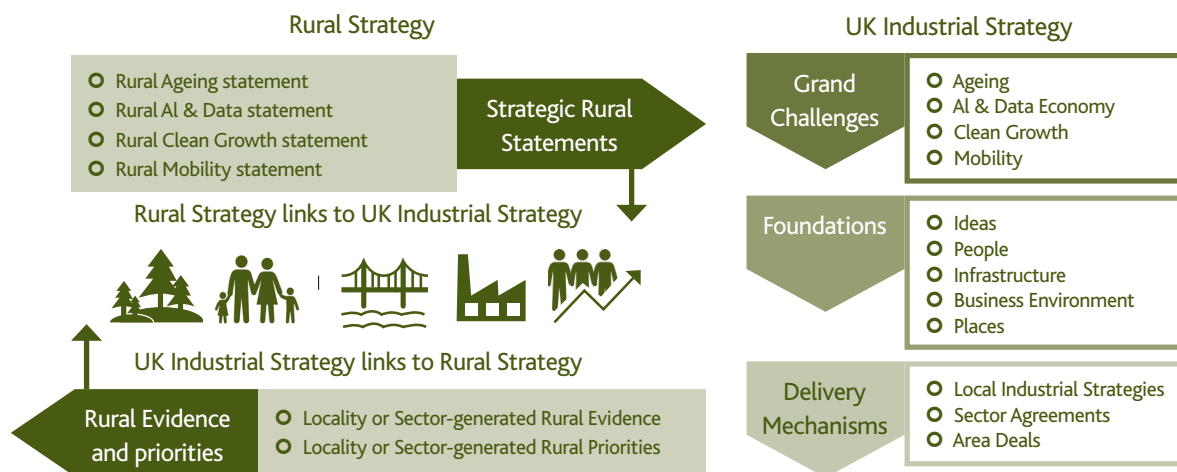 Rural Strategy
Rural Ageing statement
Rural Al & Data statement
Rural Clean Growth statement
Rural Mobility statement
Strategic Rural
Statements
Rural Strategy links to UK Industrial Strategy
UK Industrial Strategy links to Rural Strategy
Rural Evidence
and priorities
Locality or Sector-generated Rural Evidence
Locality or Sector-generated Rural Priorities
UK Industrial Strategy
Grand
Challenges
Ageing
Al & Data Economy
Clean Growth
Mobility
Foundations
Ideas
People
Infrastructure
Business Environment
Places
Delivery
Mechanisms
Local Industrial Strategies
Sector Agreements
Area Deals